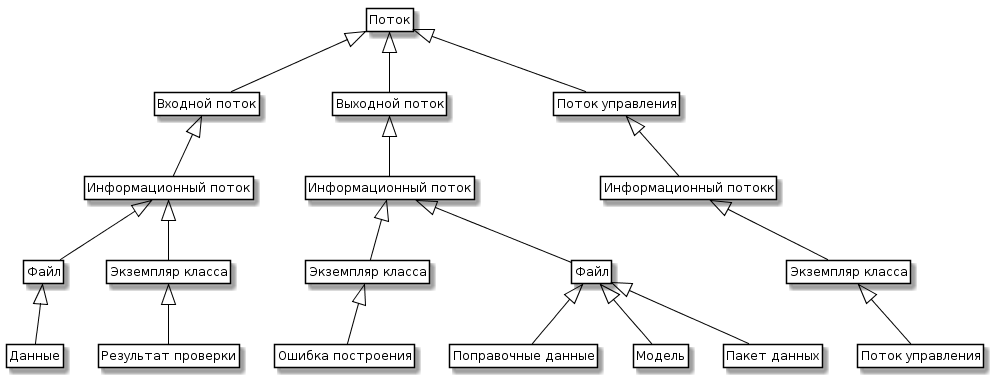 Поток
Входной поток
Выходной поток
Поток управления
Информационный поток
Информационный поток
Информационный потокк
Файл
Экземпляр класса
Экземпляр класса
Файл
Экземпляр класса
Данные
Результат проверки
Ошибка построения
Поправочные данные
Модель
Пакет данных
Поток управления